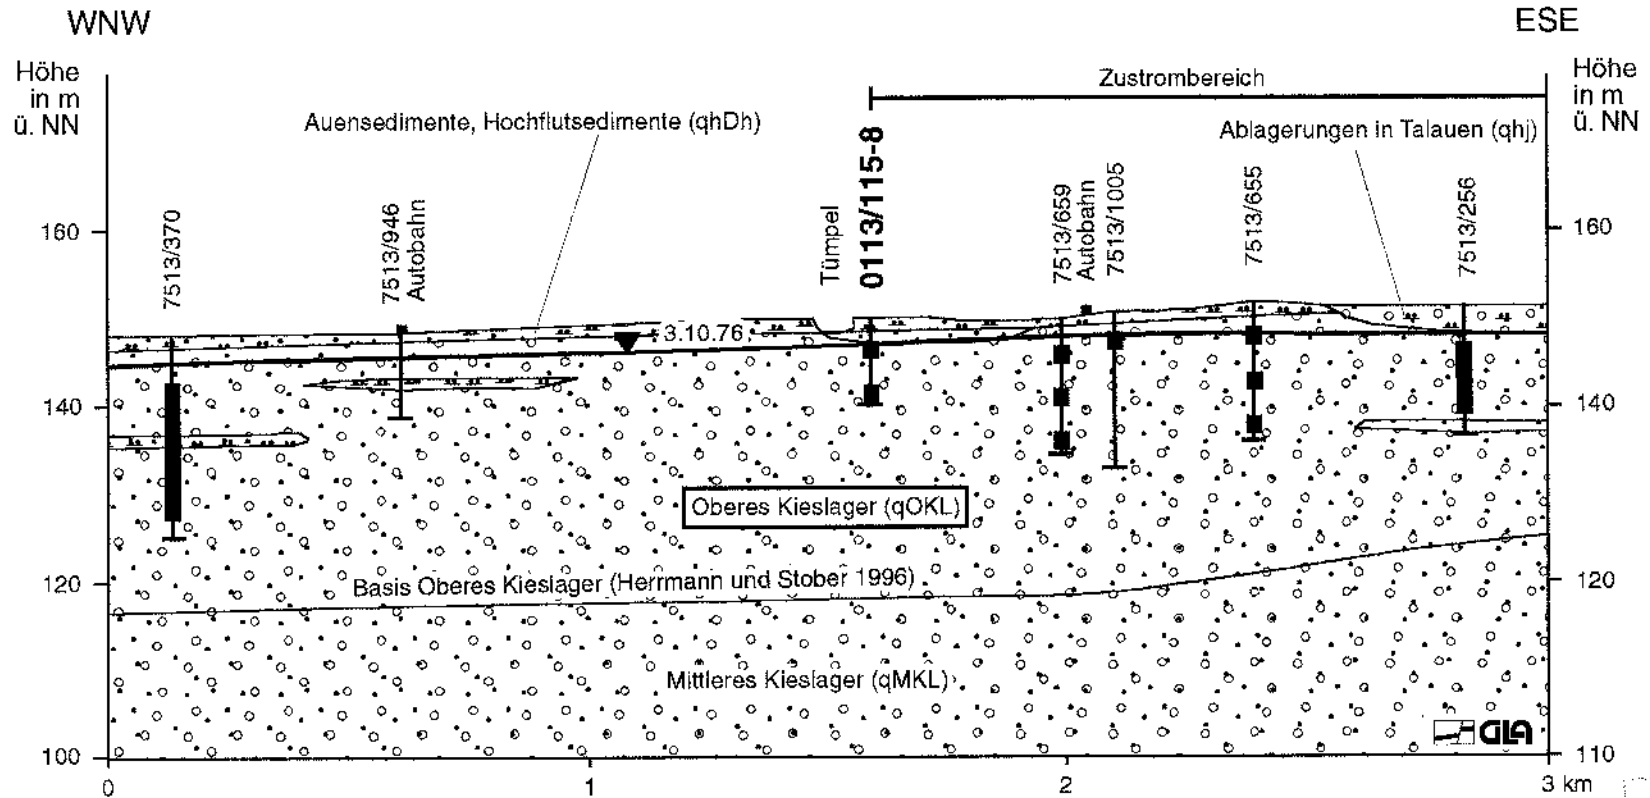 WNW
ESE
Höhe
in m
ü. NN
Höhe
in m
ü. NN
Zustrombereich
Auensedimente, Hochflutsedimente (qhDh)
Ablagerungen in Talauen (qhj)
7513/370
7513/946
Autobahn
Tümpel
0113/115-8
7513/659
Autobahn
7513/1005
7513/655
7513/256
160
160
3.10.76
140
140
Oberes Kieslager (qOKL)
Basis Oberes Kieslager (Herrmann und Stober 1996)
120
120
Mittleres Kieslager (qMKL)
GLA
100
110
0
1
2
3 km